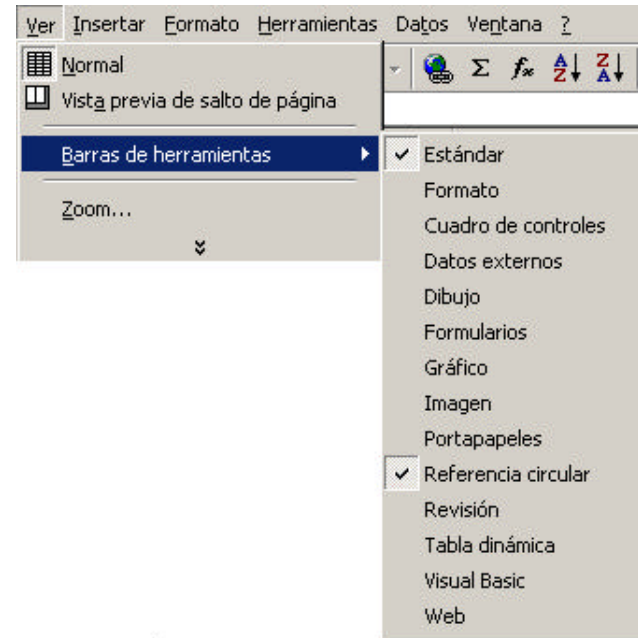 Ver Insertar Formato Herramientas Datos Ventana ?
Normal
Vista previa de salto de página
Barras de herramientas
Zoom...
Σ fx A Z Z A
Estándar
Formato
Cuadro de controles
Datos externos
Dibujo
Formularios
Gráfico
Imagen
Portapapeles
Referencia circular
Revisión
Tabla dinámica
Visual Basic
Web